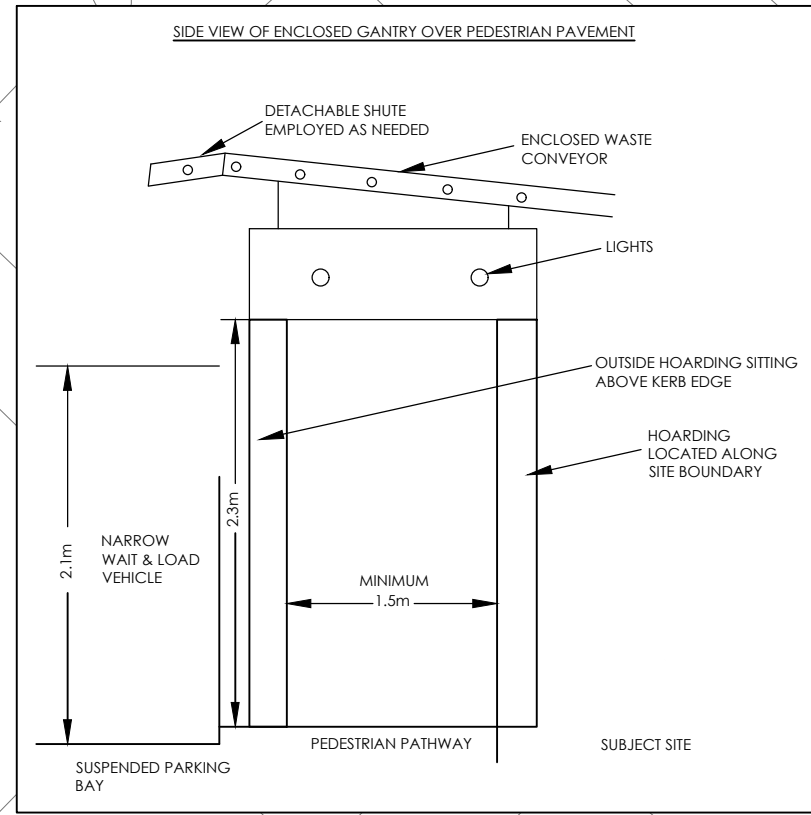 SIDE VIEW OF ENCLOSED GANTRY OVER PEDESTRIAN PAVEMENT
DETACHABLE SHUTE
EMPLOYED AS NEEDED
ENCLOSED WASTE
CONVEYOR
LIGHTS
OUTSIDE HOARDING SITTING
ABOVE KERB EDGE
HOARDING
LOCATED ALONG
SITE BOUNDARY
2.3m
2.1m
NARROW
WAIT & LOAD
VEHICLE
MINIMUM
1.5m
PEDESTRIAN PATHWAY
SUBJECT SITE
SUSPENDED PARKING
BAY